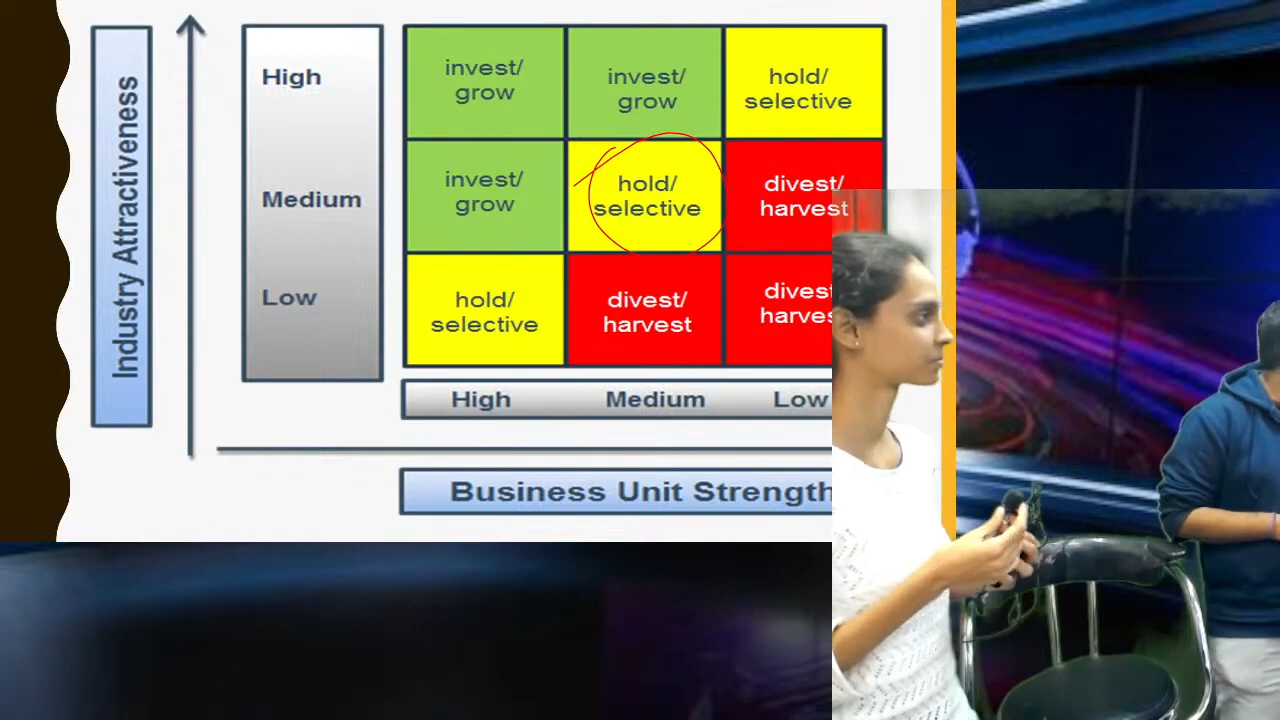 Industry Attractiveness
High
Medium
Low
invest/
grow
invest/
grow
hold/
selective
invest/
grow
hold/
selective
divest/
harvest
hold/
selective
divest/
harvest
High
Medium
Low
Business Unit Strength